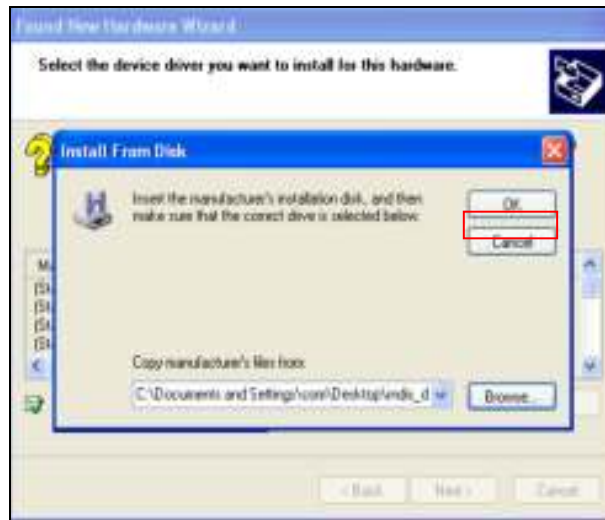 Found New Hardware Wizard
Select the device driver you want to install for this hardware.
Install From Disk
Insert the manufacturer's installation disk, and then
make sure that the correct drive is selected below.
OK
Cancel
Copy manufacturer's files from:
C:\Documents and Settings\com\Desktop\
Browse...
< Back
Next >
Cancel